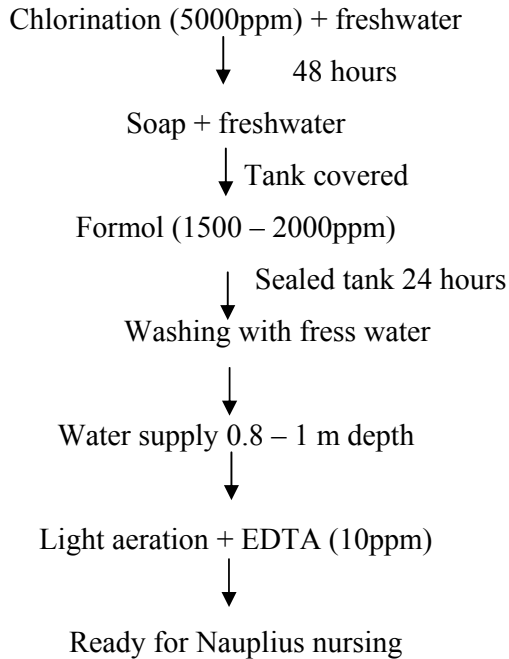 Chlorination (5000ppm) + freshwater
48 hours
Soap + freshwater
Tank covered
Formol (1500 – 2000ppm)
Sealed tank 24 hours
Washing with fress water
Water supply 0.8 – 1 m depth
Light aeration + EDTA (10ppm)
Ready for Nauplius nursing